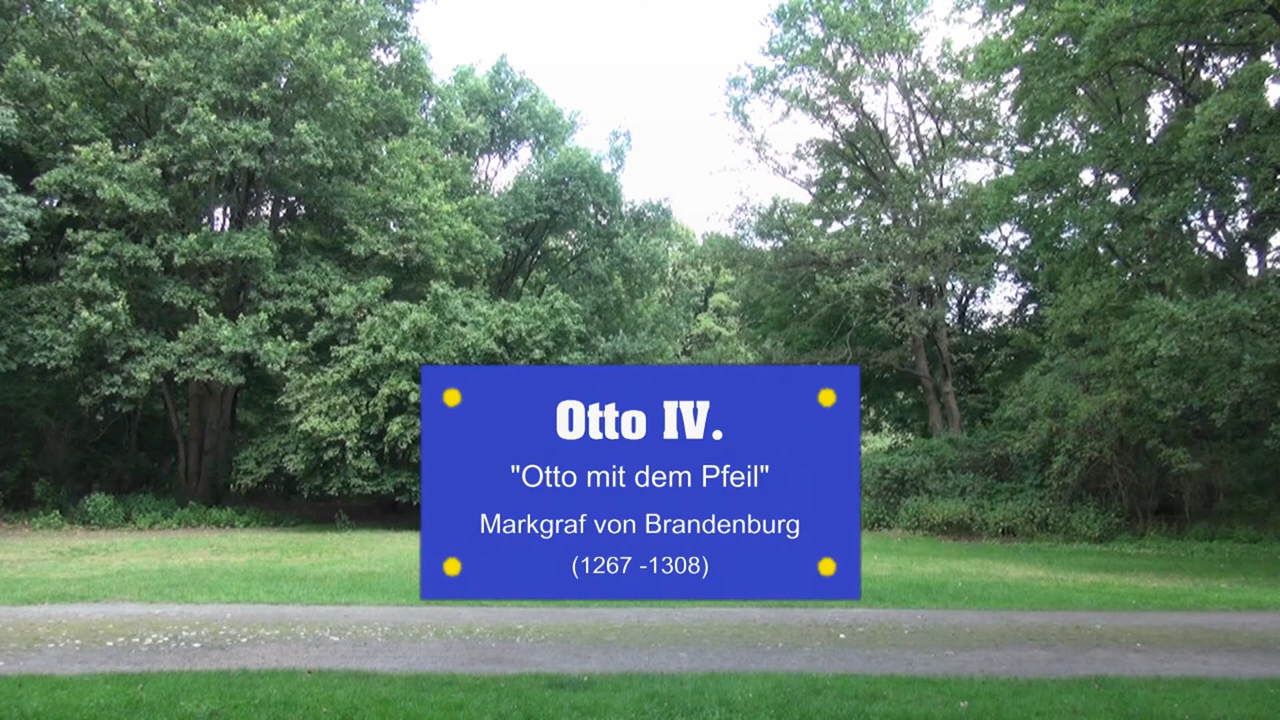 Otto IV.
"Otto mit dem Pfeil"
Markgraf von Brandenburg
(1267 -1308)